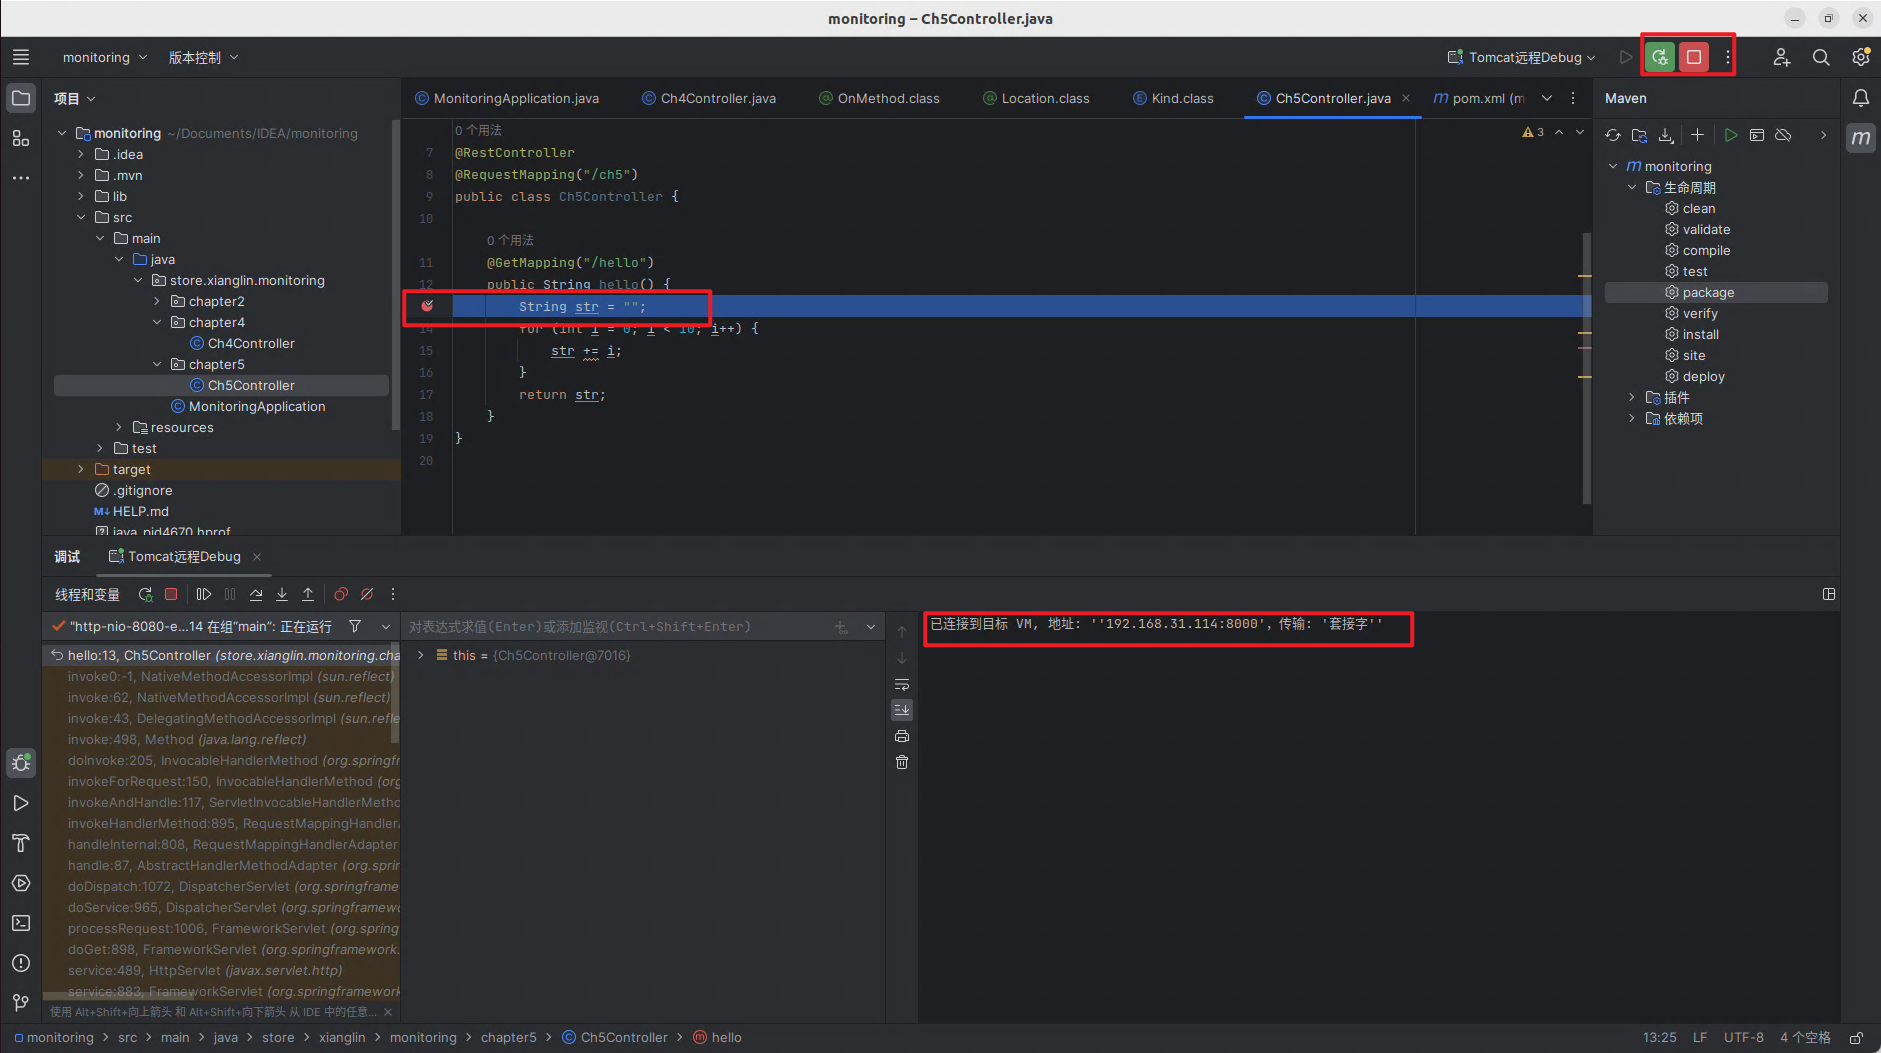 monitoring – Ch5Controller.java
monitoring
版本控制
Tomcat远程Debug
项目
MonitoringApplication.java
Ch4Controller.java
OnMethod.class
Location.class
Kind.class
Ch5Controller.java
pom.xml (m
Maven
monitoring ~/Documents/IDEA/monitoring
.idea
.mvn
lib
src
main
java
store.xianglin.monitoring
chapter2
chapter4
Ch4Controller
chapter5
Ch5Controller
MonitoringApplication
resources
test
target
.gitignore
M↓ HELP.md
java_pid4670.hprof
0 个用法
3
7 @RestController
8 @RequestMapping("/ch5")
9 public class Ch5Controller {
10
0 个用法
11 @GetMapping("/hello")
12 public String hello() {
String str = "";
14 for (int i = 0; i < 10; i++) {
15 str += i;
16 }
17 return str;
18 }
19 }
20
m monitoring
生命周期
clean
validate
compile
test
package
verify
install
site
deploy
插件
依赖项
调试
Tomcat远程Debug
线程和变量
"http-nio-8080-e...14 在组"main": 正在运行
对表达式求值(Enter)或添加监视(Ctrl+Shift+Enter)
已连接到目标 VM, 地址: ''192.168.31.114:8000', 传输: '套接字''
hello:13, Ch5Controller (store.xianglin.monitoring.cha
this = {Ch5Controller@7016}
invoke0:-1, NativeMethodAccessorImpl (sun.reflect)
invoke:62, NativeMethodAccessorImpl (sun.reflect)
invoke:43, DelegatingMethodAccessorImpl (sun.refle
invoke:498, Method (java.lang.reflect)
doInvoke:205, InvocableHandlerMethod (org.springf
invokeForRequest:150, InvocableHandlerMethod (org
invokeAndHandle:117, ServletInvocableHandlerMetho
invokeHandlerMethod:895, RequestMappingHandlerA
handleInternal:808, RequestMappingHandlerAdapter
handle:87, AbstractHandlerMethodAdapter (org.sprin
doDispatch:1072, DispatcherServlet (org.springframe
doService:965, DispatcherServlet (org.springframewo
processRequest:1006, FrameworkServlet (org.spring
doGet:898, FrameworkServlet (org.springframework.
service:489, HttpServlet (javax.servlet.http)
service:883, FrameworkServlet (org.springframework
使用 Alt+Shift+向上箭头 和 Alt+Shift+向下箭头 从 IDE 中的任意...
monitoring > src > main > java > store > xianglin > monitoring > chapter5 > Ch5Controller > hello
13:25 LF UTF-8 4 个空格